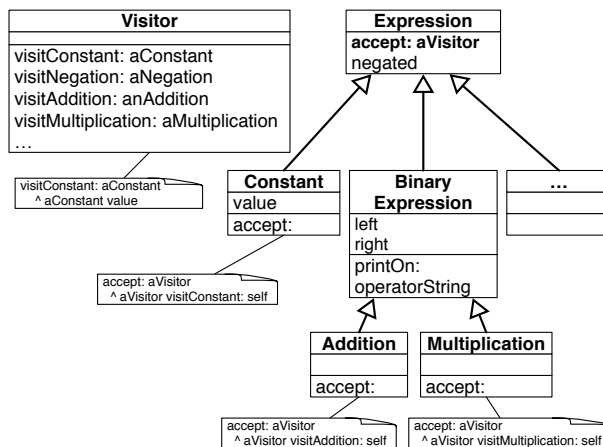 Visitor
visitConstant: aConstant
visitNegation: aNegation
visitAddition: anAddition
visitMultiplication: aMultiplication
...
visitConstant: aConstant
^ aConstant value
Expression
accept: aVisitor
negated
Constant
value
accept:
accept: aVisitor
^ aVisitor visitConstant: self
Binary
Expression
left
right
printOn:
operatorString
...
Addition
accept:
Multiplication
accept:
accept: aVisitor
^ aVisitor visitAddition: self
accept: aVisitor
^ aVisitor visitMultiplication: self